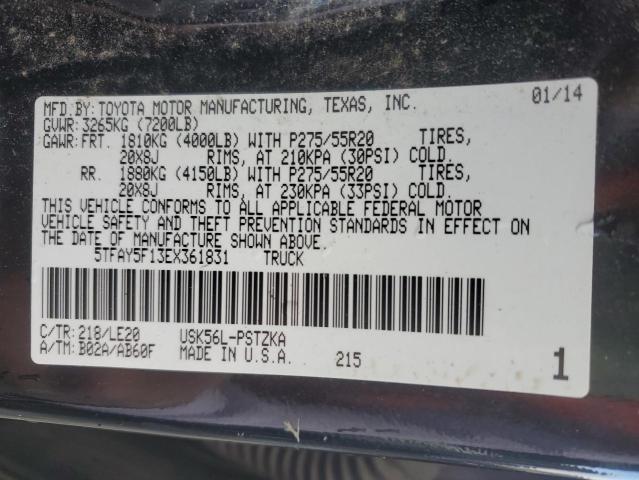 MFD.BY:TOYOTA MOTOR MANUFACTURING, TEXAS, INC. 01/14
GVWR:3265KG (7200LB)
GAWR:FRT. 1810KG (4000LB) WITH P275/55R20 TIRES,
20X8J RIMS, AT 210KPA (30PSI) COLD.
RR. 1880KG (4150LB) WITH P275/55R20 TIRES,
20X8J RIMS, AT 230KPA (33PSI) COLD.
THIS VEHICLE CONFORMS TO ALL APPLICABLE FEDERAL MOTOR
VEHICLE SAFETY AND THEFT PREVENTION STANDARDS IN EFFECT ON
THE DATE OF MANUFACTURE SHOWN ABOVE.
5TFAY5F13EX361831 TRUCK
C/TR:218/LE20 USK56L-PSTZKA
A/TM:B02A/AB60F MADE IN U.S.A. 215 1